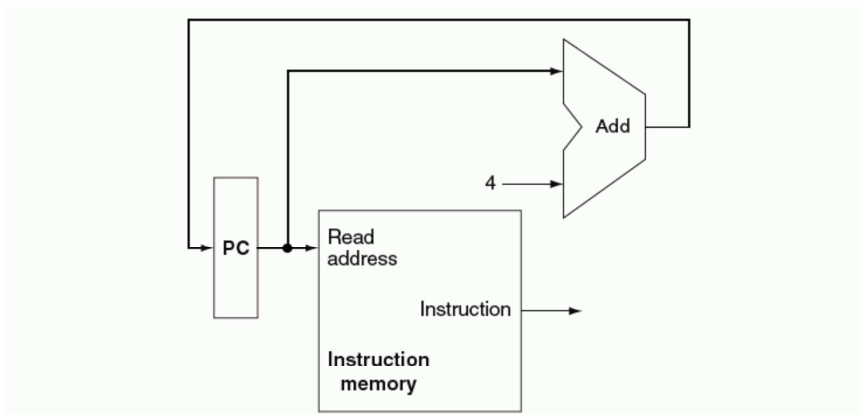 Add
4
PC
Read
address
Instruction
Instruction
memory